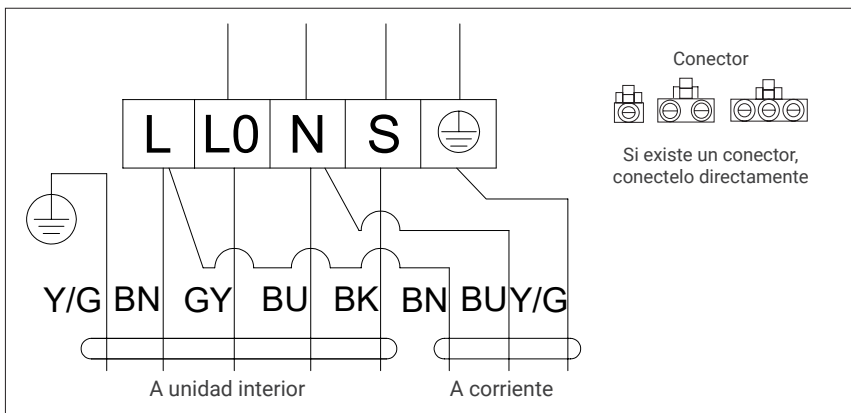 Conector
L L0 N S
Si existe un conector,
conectelo directamente
Y/G BN GY BU BK BN BU Y/G
A unidad interior A corriente